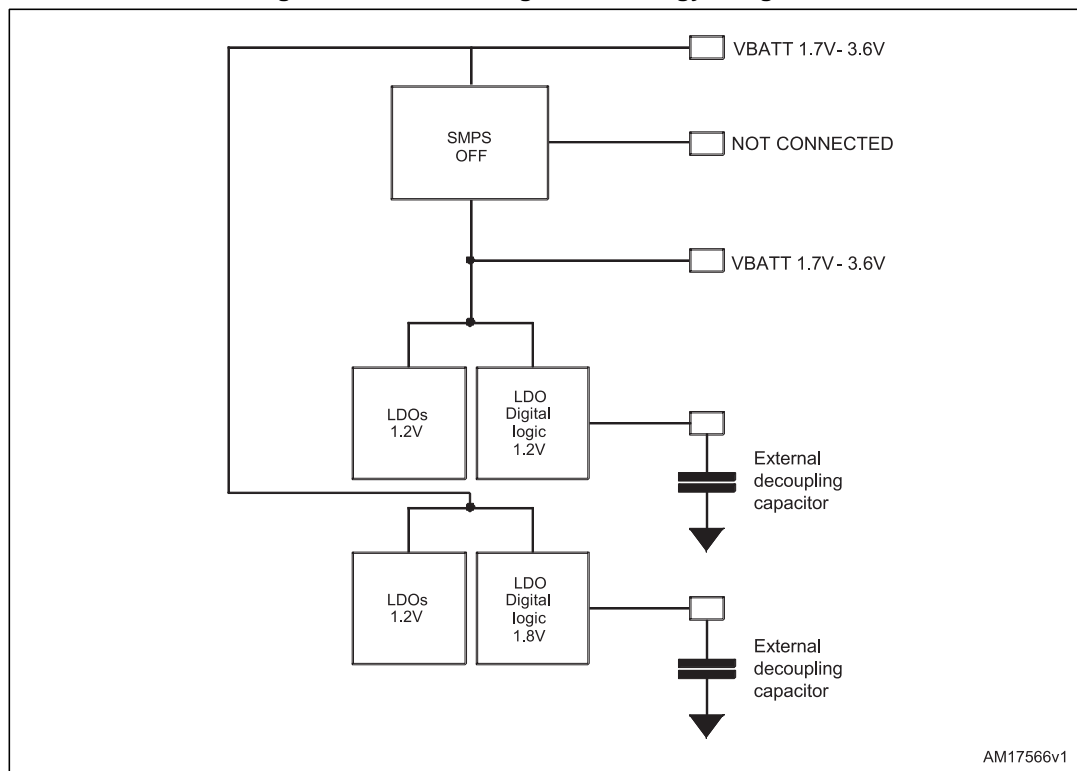 VBATT 1.7V- 3.6V
SMPS
OFF
NOT CONNECTED
VBATT 1.7V - 3.6V
LDOs
1.2V
LDO
Digital
logic
1.2V
External
decoupling
capacitor
LDOs
1.2V
LDO
Digital
logic
1.8V
External
decoupling
capacitor
AM17566v1